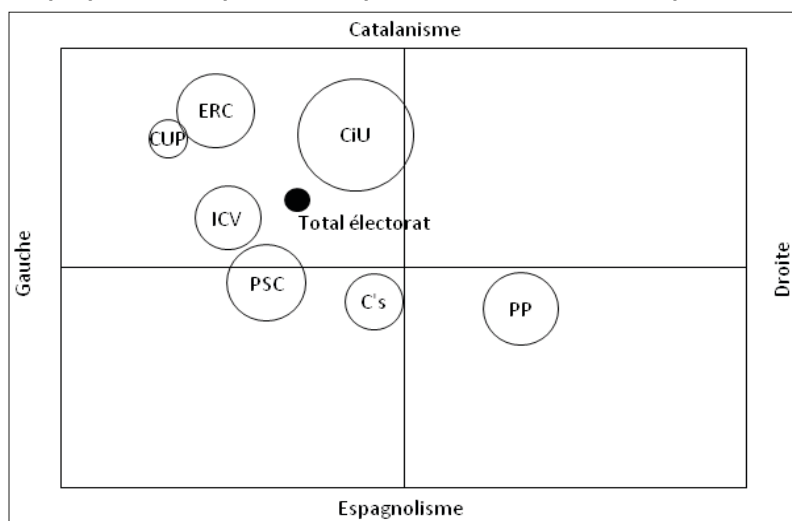 Catalanisme
ERC
CUP
CiU
ICV
Total électorat
Gauche
Droite
PSC
C's
PP
Espagnolisme